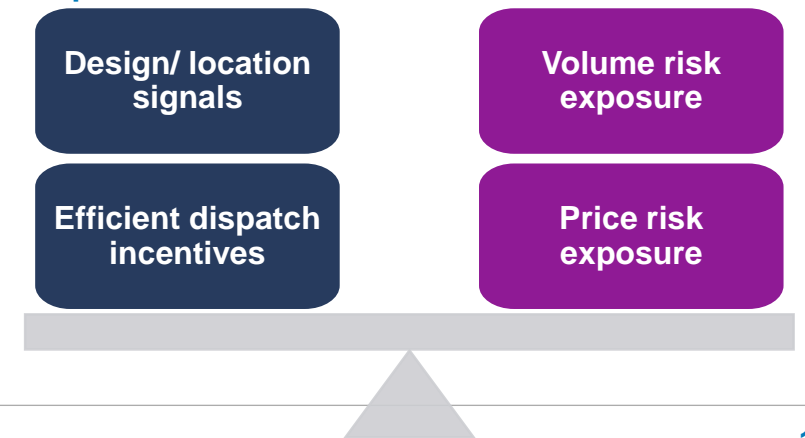 Design/ location
signals
Volume risk
exposure
Efficient dispatch
incentives
Price risk
exposure